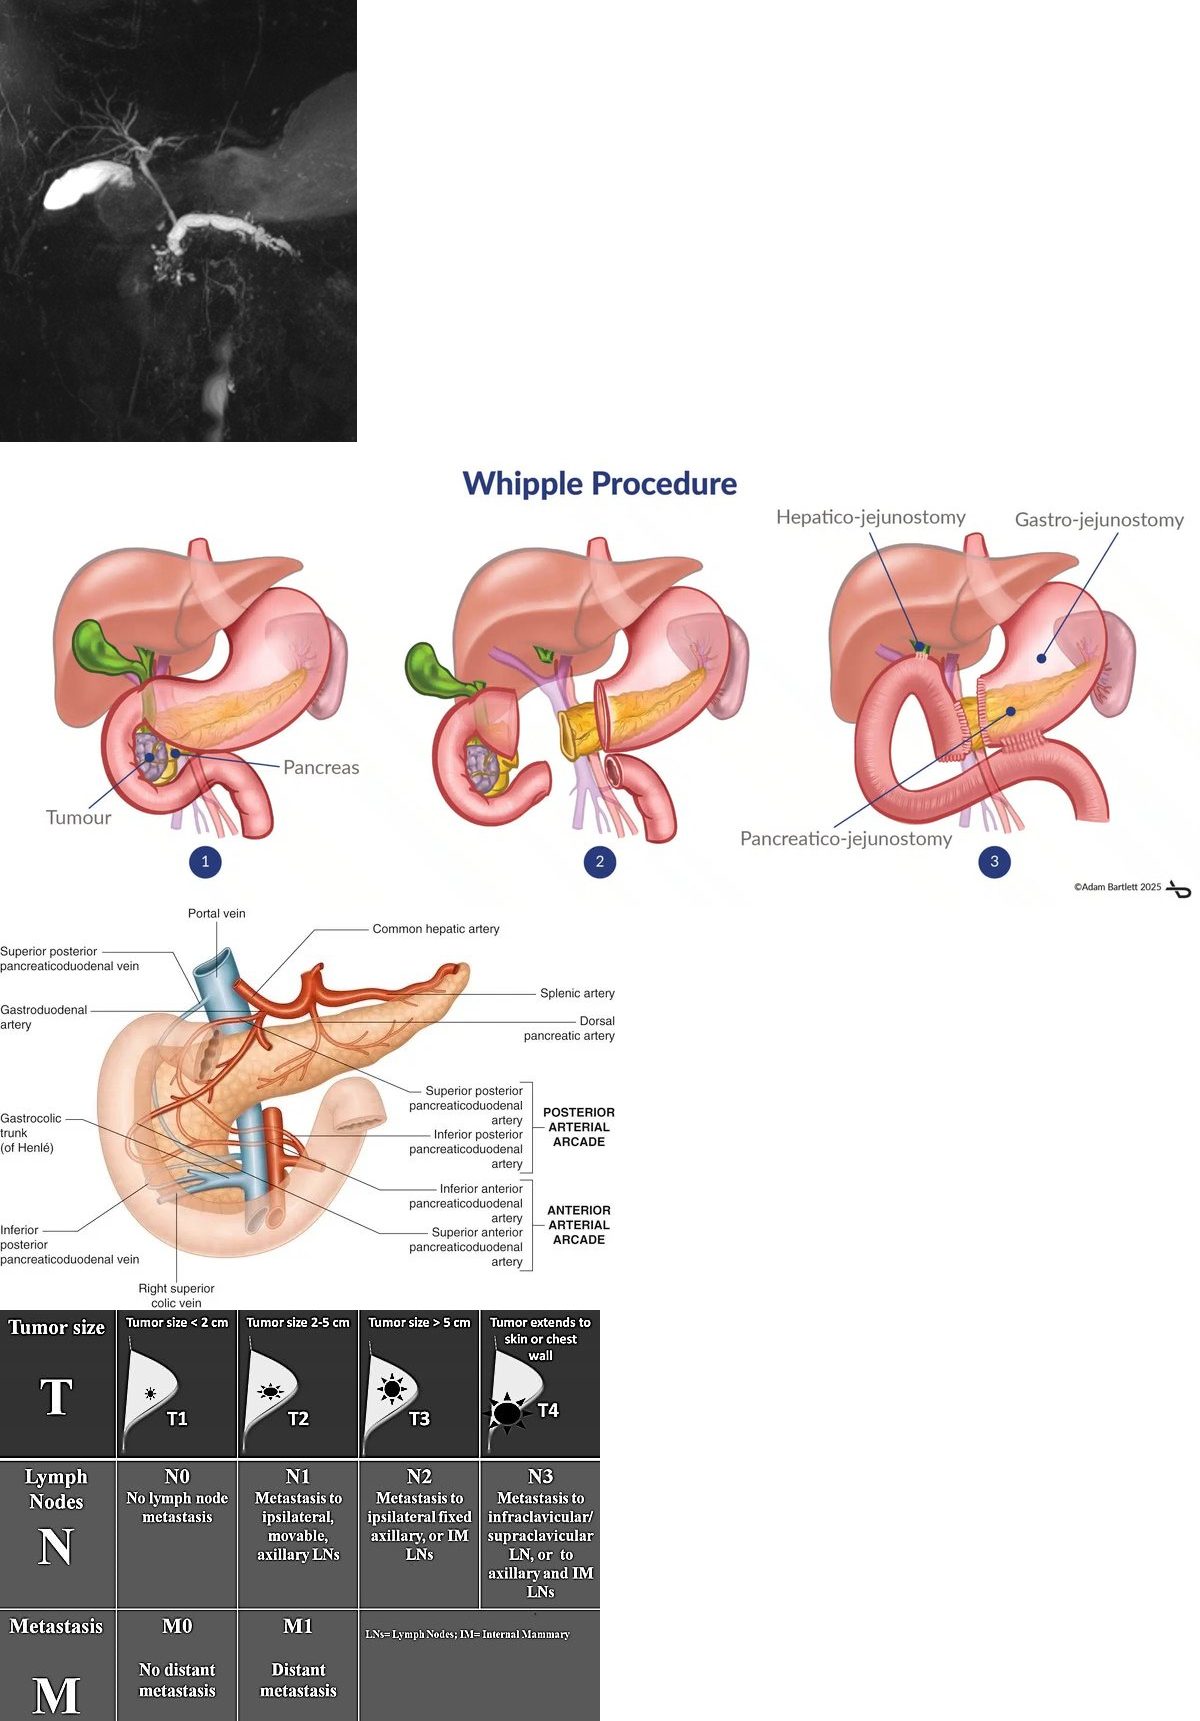 Whipple Procedure
Hepatico-jejunostomy
Gastro-jejunostomy
Pancreas
Tumour
Pancreatico-jejunostomy
1
2
3
©Adam Bartlett 2025
Portal vein
Common hepatic artery
Superior posterior
pancreaticoduodenal vein
Splenic artery
Gastroduodenal
artery
Dorsal
pancreatic artery
Superior posterior
pancreaticoduodenal
artery
POSTERIOR
ARTERIAL
ARCADE
Gastrocolic
trunk
(of Henlé)
Inferior posterior
pancreaticoduodenal
artery
Inferior anterior
pancreaticoduodenal
artery
ANTERIOR
ARTERIAL
ARCADE
Superior anterior
pancreaticoduodenal
artery
Inferior
posterior
pancreaticoduodenal vein
Right superior
colic vein
Tumor size
T
Tumor size < 2 cm
T1
Tumor size 2-5 cm
T2
Tumor size > 5 cm
T3
Tumor extends to
skin or chest
wall
T4
Lymph
Nodes
N
N0
No lymph node
metastasis
N1
Metastasis to
ipsilateral,
movable,
axillary LNs
N2
Metastasis to
ipsilateral fixed
axillary, or IM
LNs
N3
Metastasis to
infraclavicular/
supraclavicular
LN, or to
axillary and IM
LNs
Metastasis
M
M0
No distant
metastasis
M1
Distant
metastasis
LNs= Lymph Nodes; IM= Internal Mammary